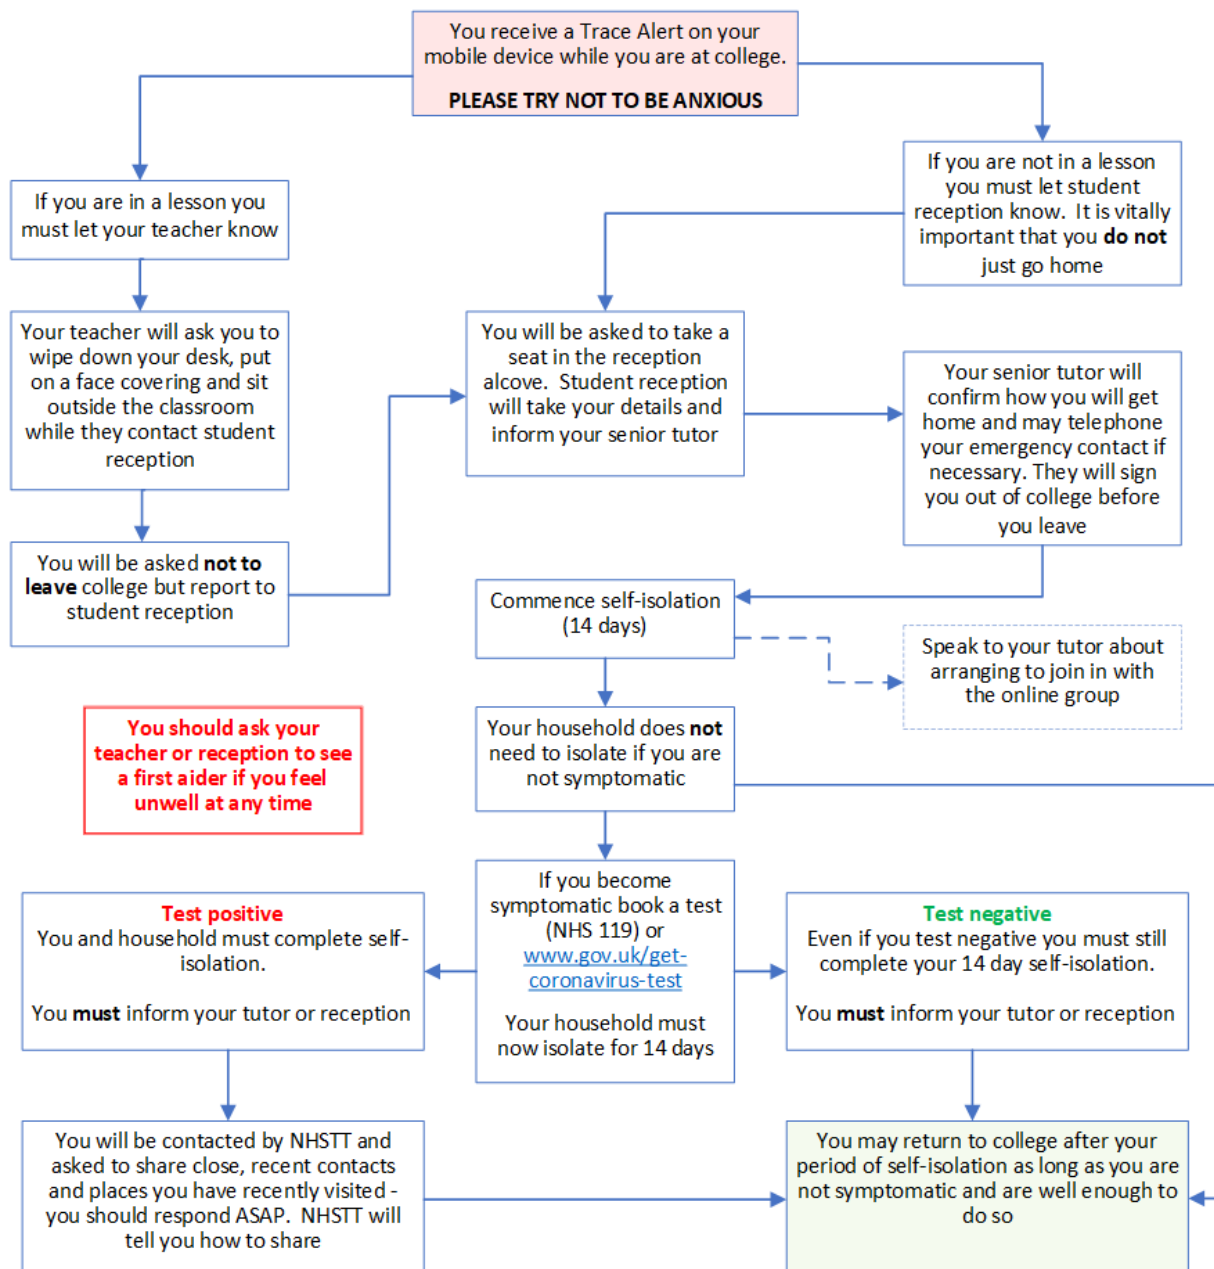 You receive a Trace Alert on your
mobile device while you are at college.
PLEASE TRY NOT TO BE ANXIOUS
If you are in a lesson you
must let your teacher know
If you are not in a lesson
you must let student
reception know. It is vitally
important that you do not
just go home
Your teacher will ask you to
wipe down your desk, put
on a face covering and sit
outside the classroom
while they contact student
reception
You will be asked to take a
seat in the reception
alcove. Student reception
will take your details and
inform your senior tutor
Your senior tutor will
confirm how you will get
home and may telephone
your emergency contact if
necessary. They will sign
you out of college before
you leave
You will be asked not to
leave college but report to
student reception
Commence self-isolation
(14 days)
Speak to your tutor about
arranging to join in with
the online group
You should ask your
teacher or reception to see
a first aider if you feel
unwell at any time
Your household does not
need to isolate if you are
not symptomatic
If you become
symptomatic book a test
(NHS 119) or
www.gov.uk/get-
coronavirus-test
Your household must
now isolate for 14 days
Test positive
You and household must complete self-
isolation.
You must inform your tutor or reception
Test negative
Even if you test negative you must still
complete your 14 day self-isolation.
You must inform your tutor or reception
You will be contacted by NHSTT and
asked to share close, recent contacts
and places you have recently visited -
you should respond ASAP. NHSTT will
tell you how to share
You may return to college after your
period of self-isolation as long as you are
not symptomatic and are well enough to
do so